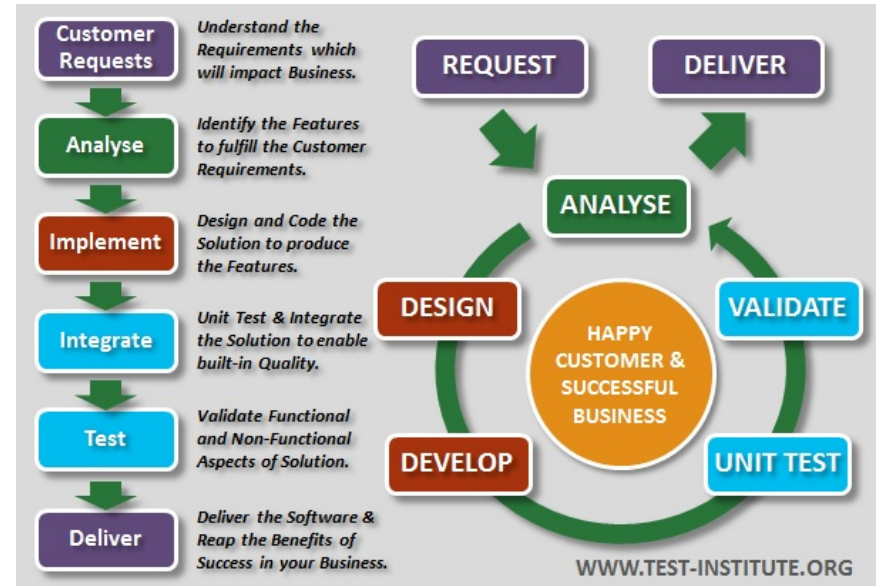 Customer
Requests
Understand the
Requirements which
will impact Business.
Analyse
Identify the Features
to fulfill the Customer
Requirements.
Implement
Design and Code the
Solution to produce
the Features.
Integrate
Unit Test & Integrate
the Solution to enable
built-in Quality.
Test
Validate Functional
and Non-Functional
Aspects of Solution.
Deliver
Deliver the Software &
Reap the Benefits of
Success in your Business.
REQUEST
DELIVER
ANALYSE
DESIGN
VALIDATE
HAPPY
CUSTOMER &
SUCCESSFUL
BUSINESS
DEVELOP
UNIT TEST
WWW.TEST-INSTITUTE.ORG